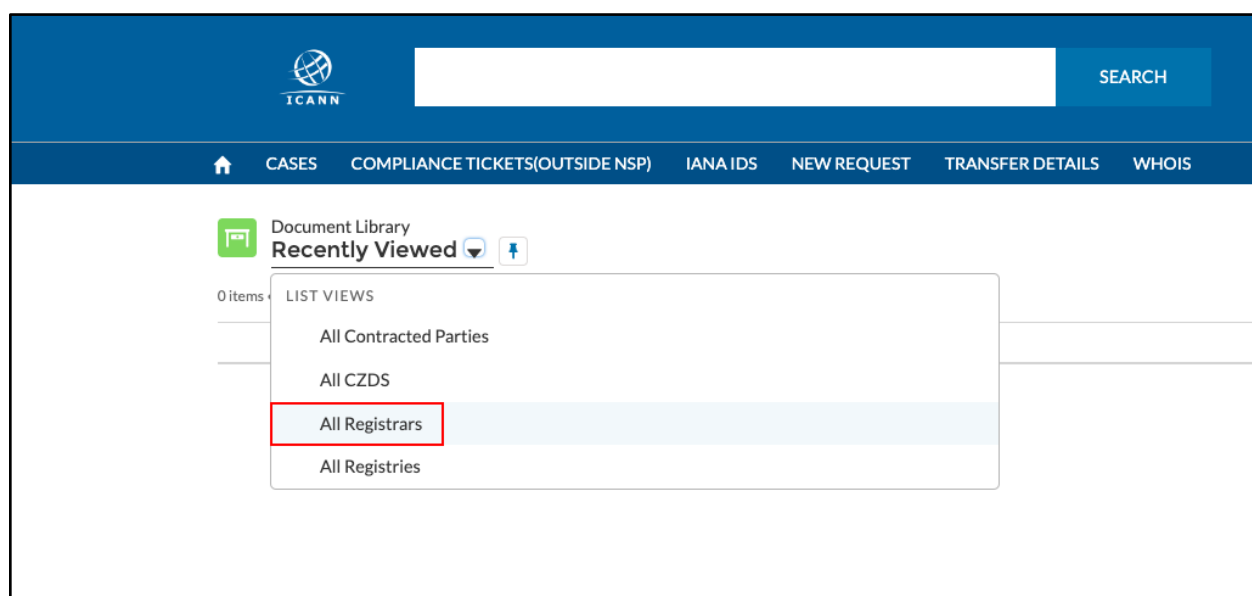 ICANN
SEARCH
CASES COMPLIANCE TICKETS(OUTSIDE NSP) IANA IDS NEW REQUEST TRANSFER DETAILS WHOIS
Document Library
Recently Viewed
0 items •
LIST VIEWS
All Contracted Parties
All CZDS
All Registrars
All Registries